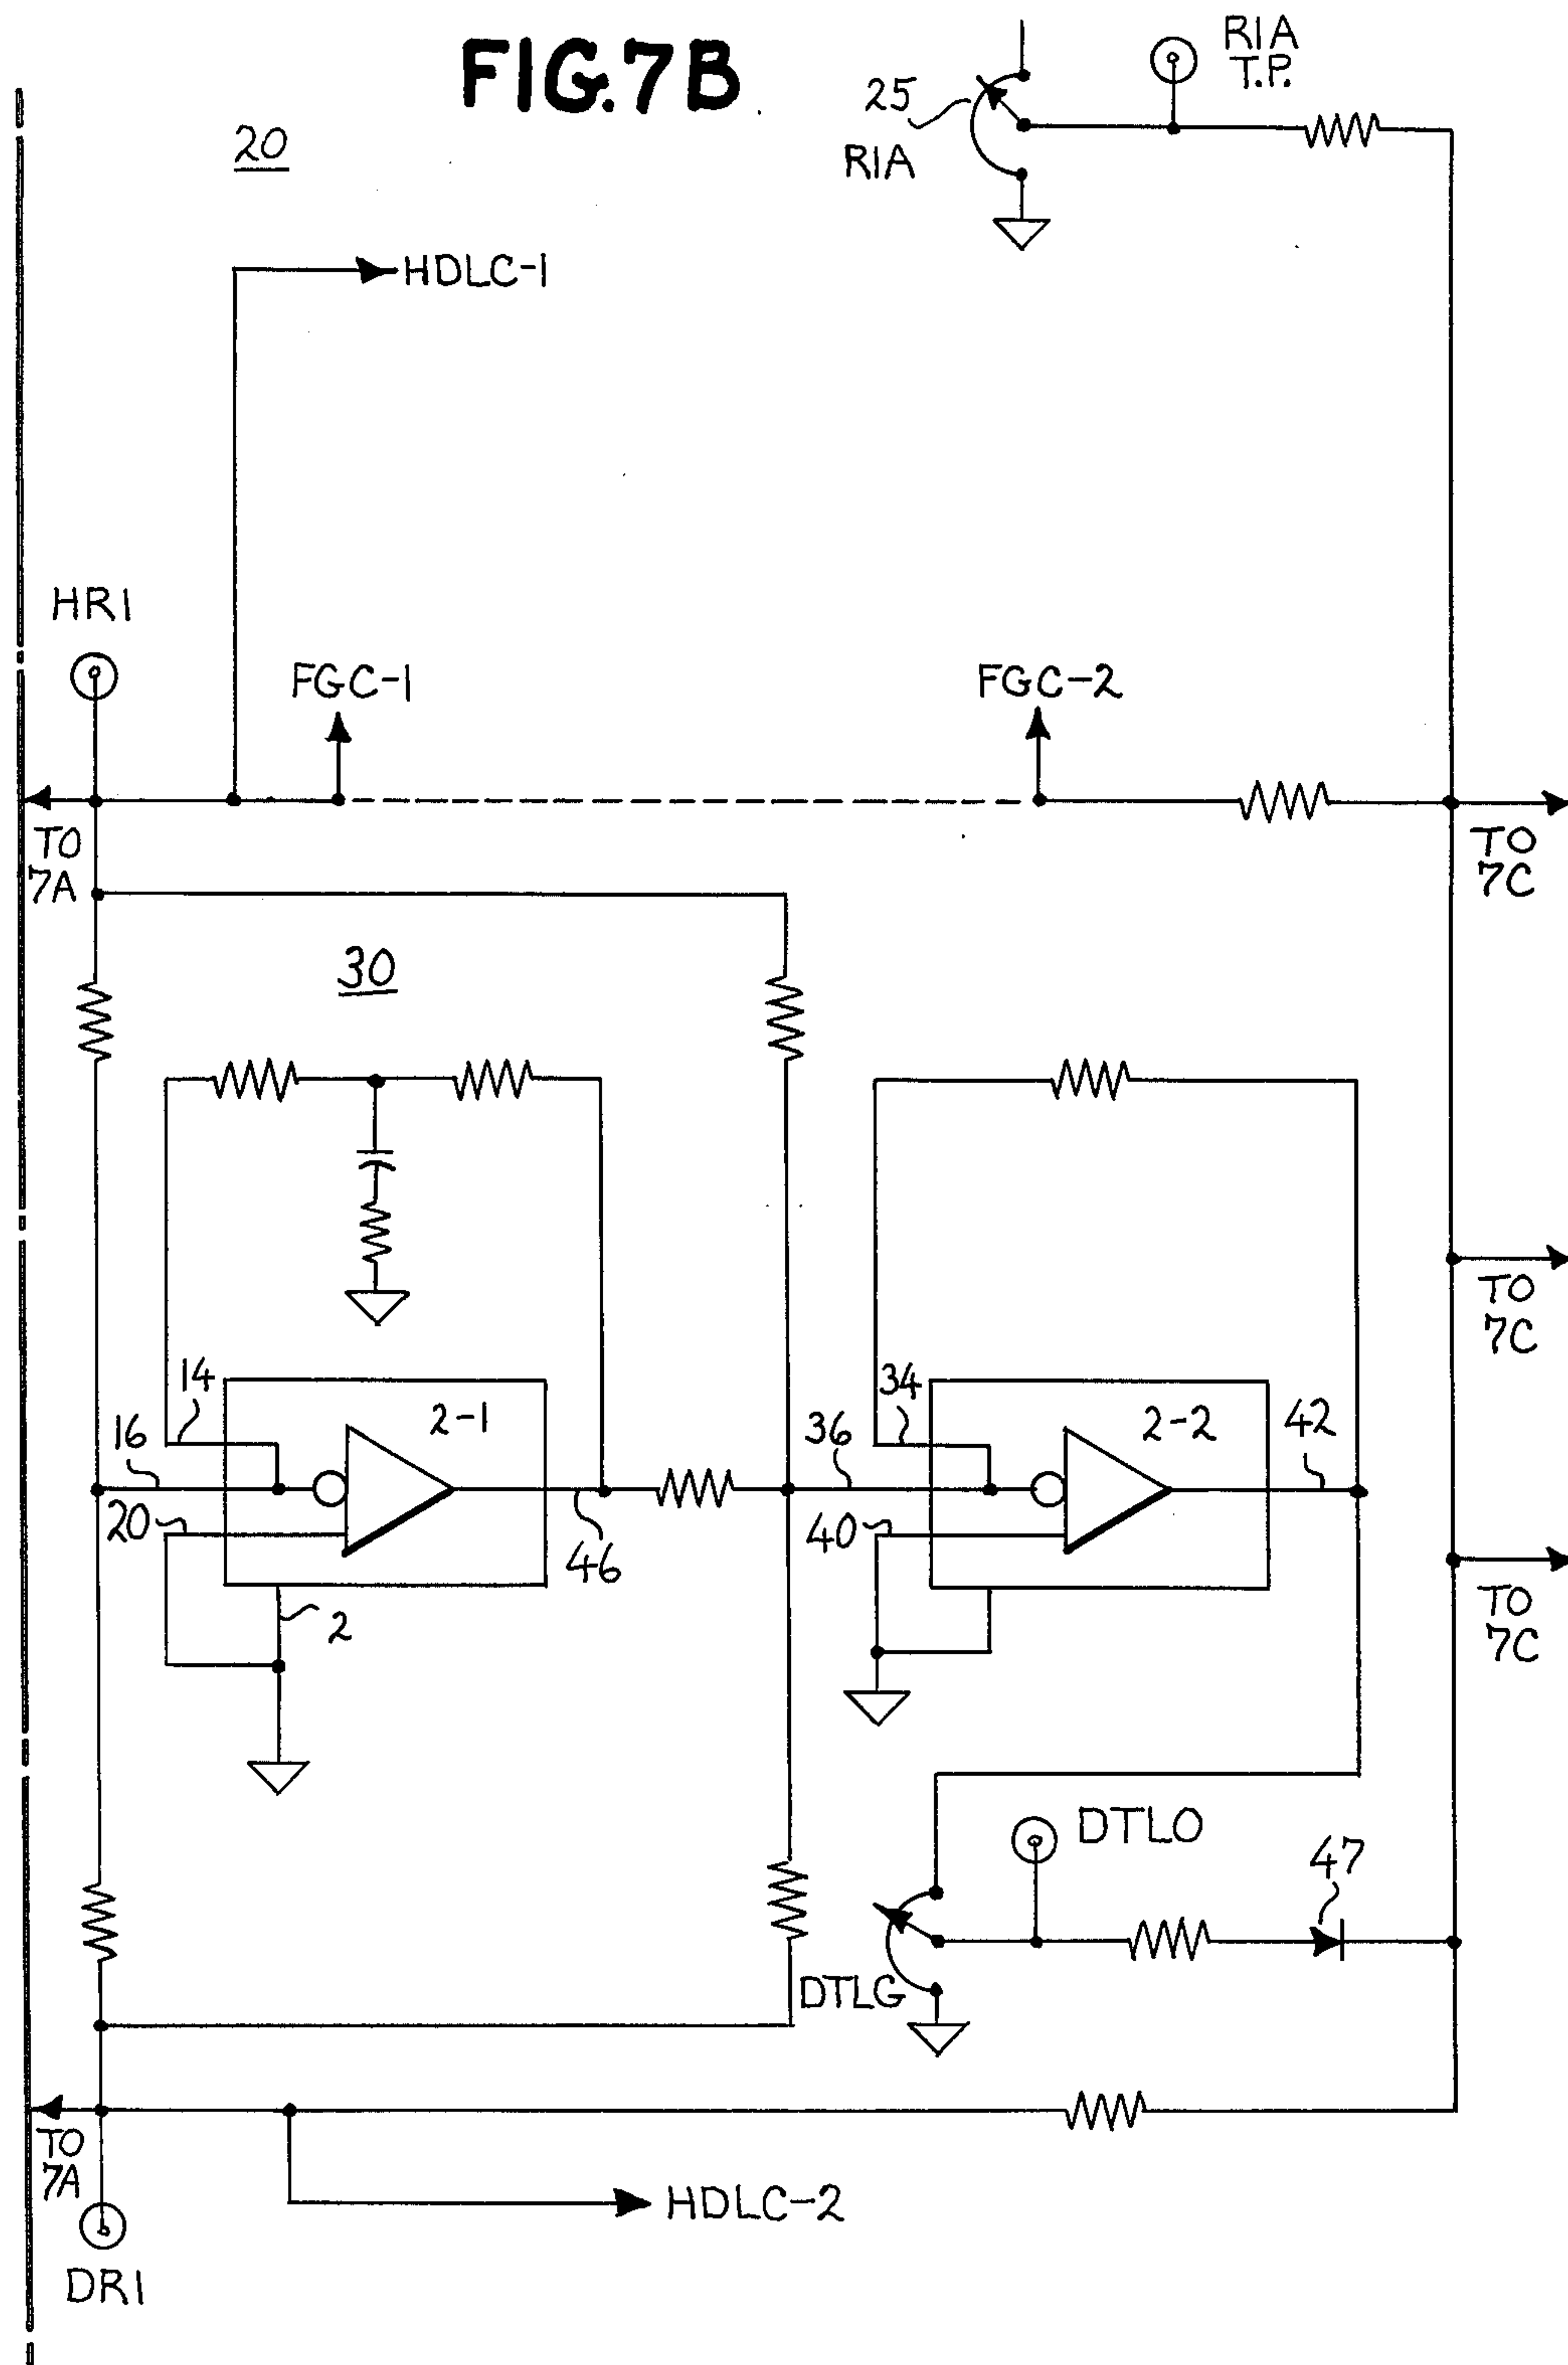 FIG. 7B
20
25
RIA
RIA
T.P.
HDLC-1
HRI
FGC-1
FGC-2
TO
7A
TO
7C
30
TO
7C
14
2-1
16
20
46
2
34
2-2
36
40
42
TO
7C
DTLO
47
DTLG
TO
7A
HDLC-2
DRI